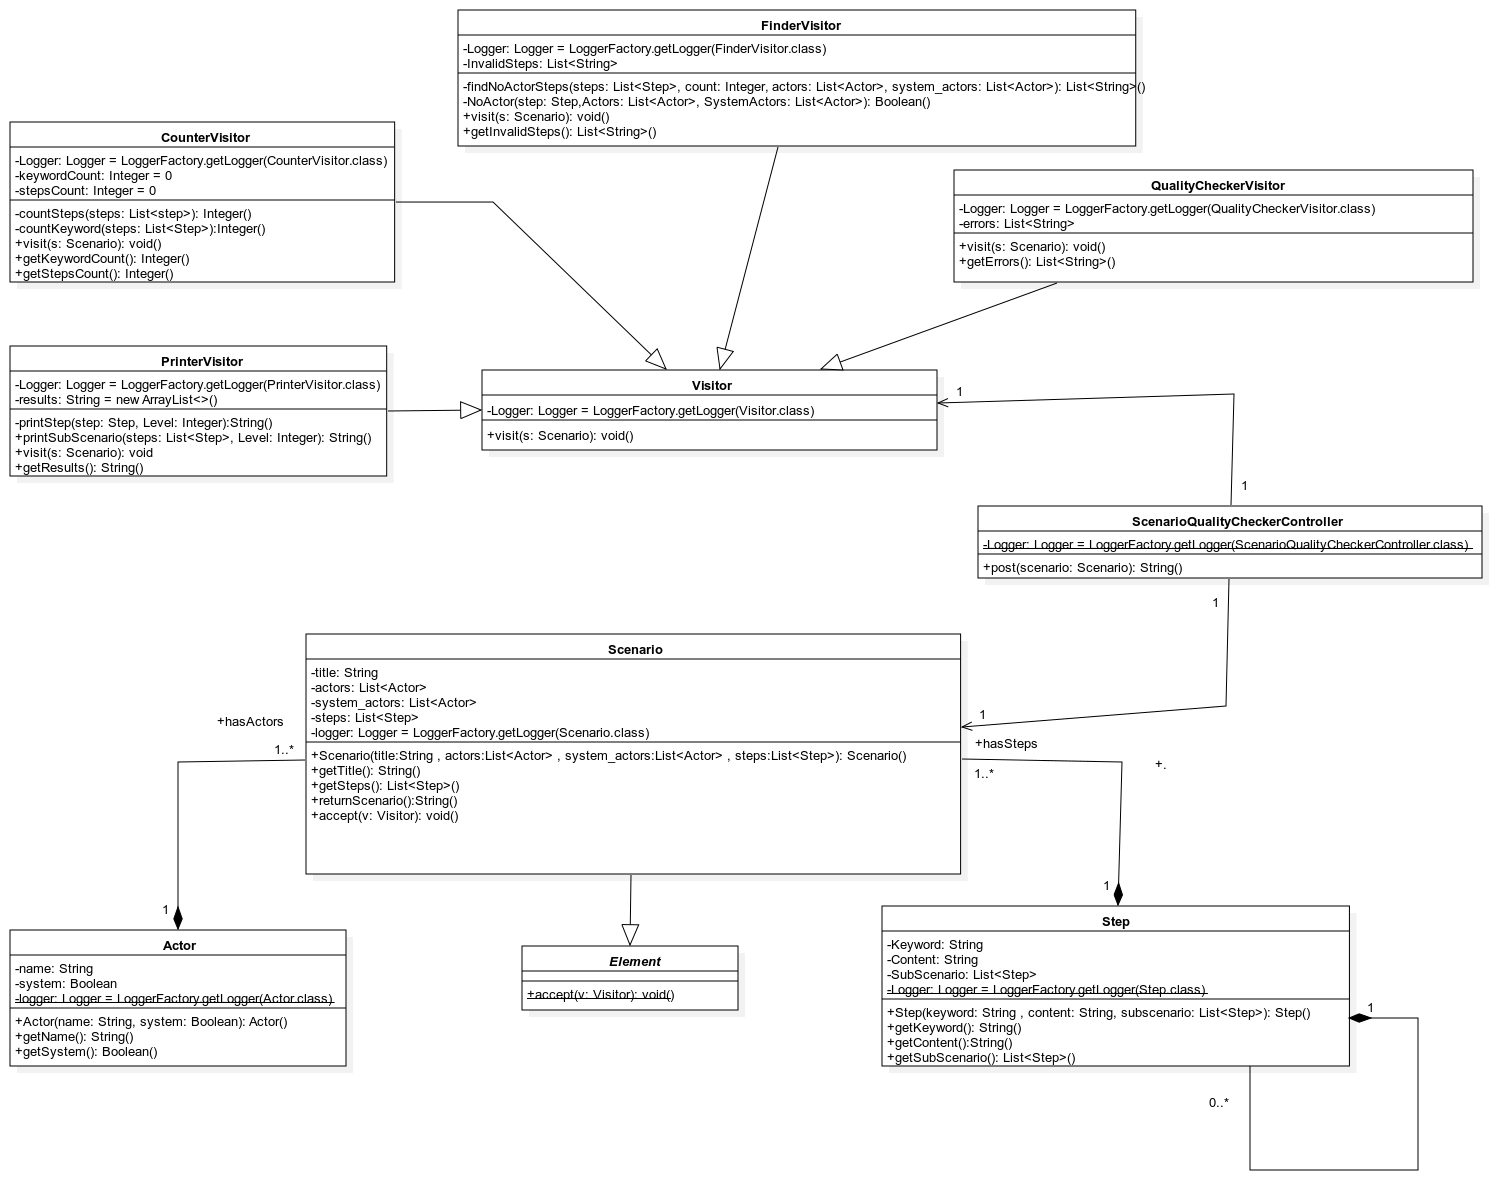 FinderVisitor
-Logger: Logger = LoggerFactory.getLogger(FinderVisitor.class)
-InvalidSteps: List<String>
-findNoActorSteps(steps: List<Step>, count: Integer, actors: List<Actor>, system_actors: List<Actor>): List<String>()
-NoActor(step: Step,Actors: List<Actor>, SystemActors: List<Actor>): Boolean()
+visit(s: Scenario): void()
+getInvalidSteps(): List<String>()
CounterVisitor
-Logger: Logger = LoggerFactory.getLogger(CounterVisitor.class)
-keywordCount: Integer = 0
-stepsCount: Integer = 0
-countSteps(steps: List<step>): Integer()
-countKeyword(steps: List<Step>):Integer()
+visit(s: Scenario): void()
+getKeywordCount(): Integer()
+getStepsCount(): Integer()
QualityCheckerVisitor
-Logger: Logger = LoggerFactory.getLogger(QualityCheckerVisitor.class)
-errors: List<String>
+visit(s: Scenario): void()
+getErrors(): List<String>()
PrinterVisitor
-Logger: Logger = LoggerFactory.getLogger(PrinterVisitor.class)
-results: String = new ArrayList<>()
-printStep(step: Step, Level: Integer):String()
+printSubScenario(steps: List<Step>, Level: Integer): String()
+visit(s: Scenario): void
+getResults(): String()
Visitor
-Logger: Logger = LoggerFactory.getLogger(Visitor.class)
+visit(s: Scenario): void()
1
1
ScenarioQualityCheckerController
-Logger: Logger = LoggerFactory.getLogger(ScenarioQualityCheckerController.class)
+post(scenario: Scenario): String()
1
1
Scenario
-title: String
-actors: List<Actor>
-system_actors: List<Actor>
-steps: List<Step>
-logger: Logger = LoggerFactory.getLogger(Scenario.class)
+Scenario(title:String , actors:List<Actor> , system_actors:List<Actor> , steps:List<Step>): Scenario()
+getTitle(): String()
+getSteps(): List<Step>()
+returnScenario():String()
+accept(v: Visitor): void()
+hasActors
1..*
1
+hasSteps
1..*
+.
1
Actor
-name: String
-system: Boolean
-logger: Logger = LoggerFactory.getLogger(Actor.class)
+Actor(name: String, system: Boolean): Actor()
+getName(): String()
+getSystem(): Boolean()
Element
+accept(v: Visitor): void()
Step
-Keyword: String
-Content: String
-SubScenario: List<Step>
-Logger: Logger = LoggerFactory.getLogger(Step.class)
+Step(keyword: String , content: String, subscenario: List<Step>): Step()
+getKeyword(): String()
+getContent():String()
+getSubScenario(): List<Step>()
1
0..*